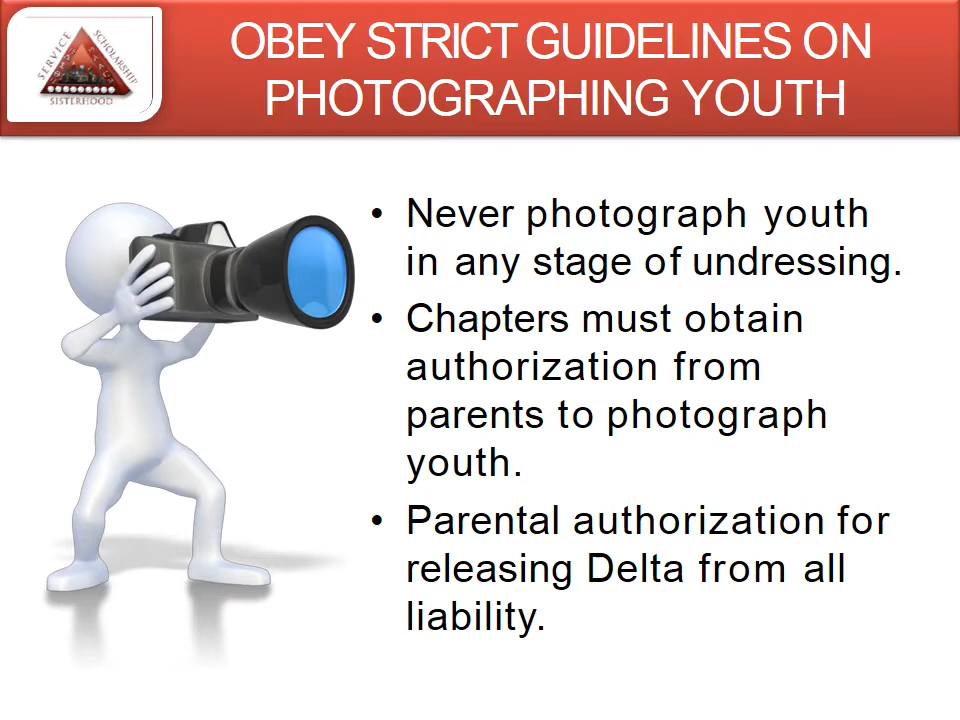 SERVICE
SCHOLARSHIP
SISTERHOOD
OBEY STRICT GUIDELINES ON
PHOTOGRAPHING YOUTH
• Never photograph youth
in any stage of undressing.
• Chapters must obtain
authorization from
parents to photograph
youth.
• Parental authorization for
releasing Delta from all
liability.